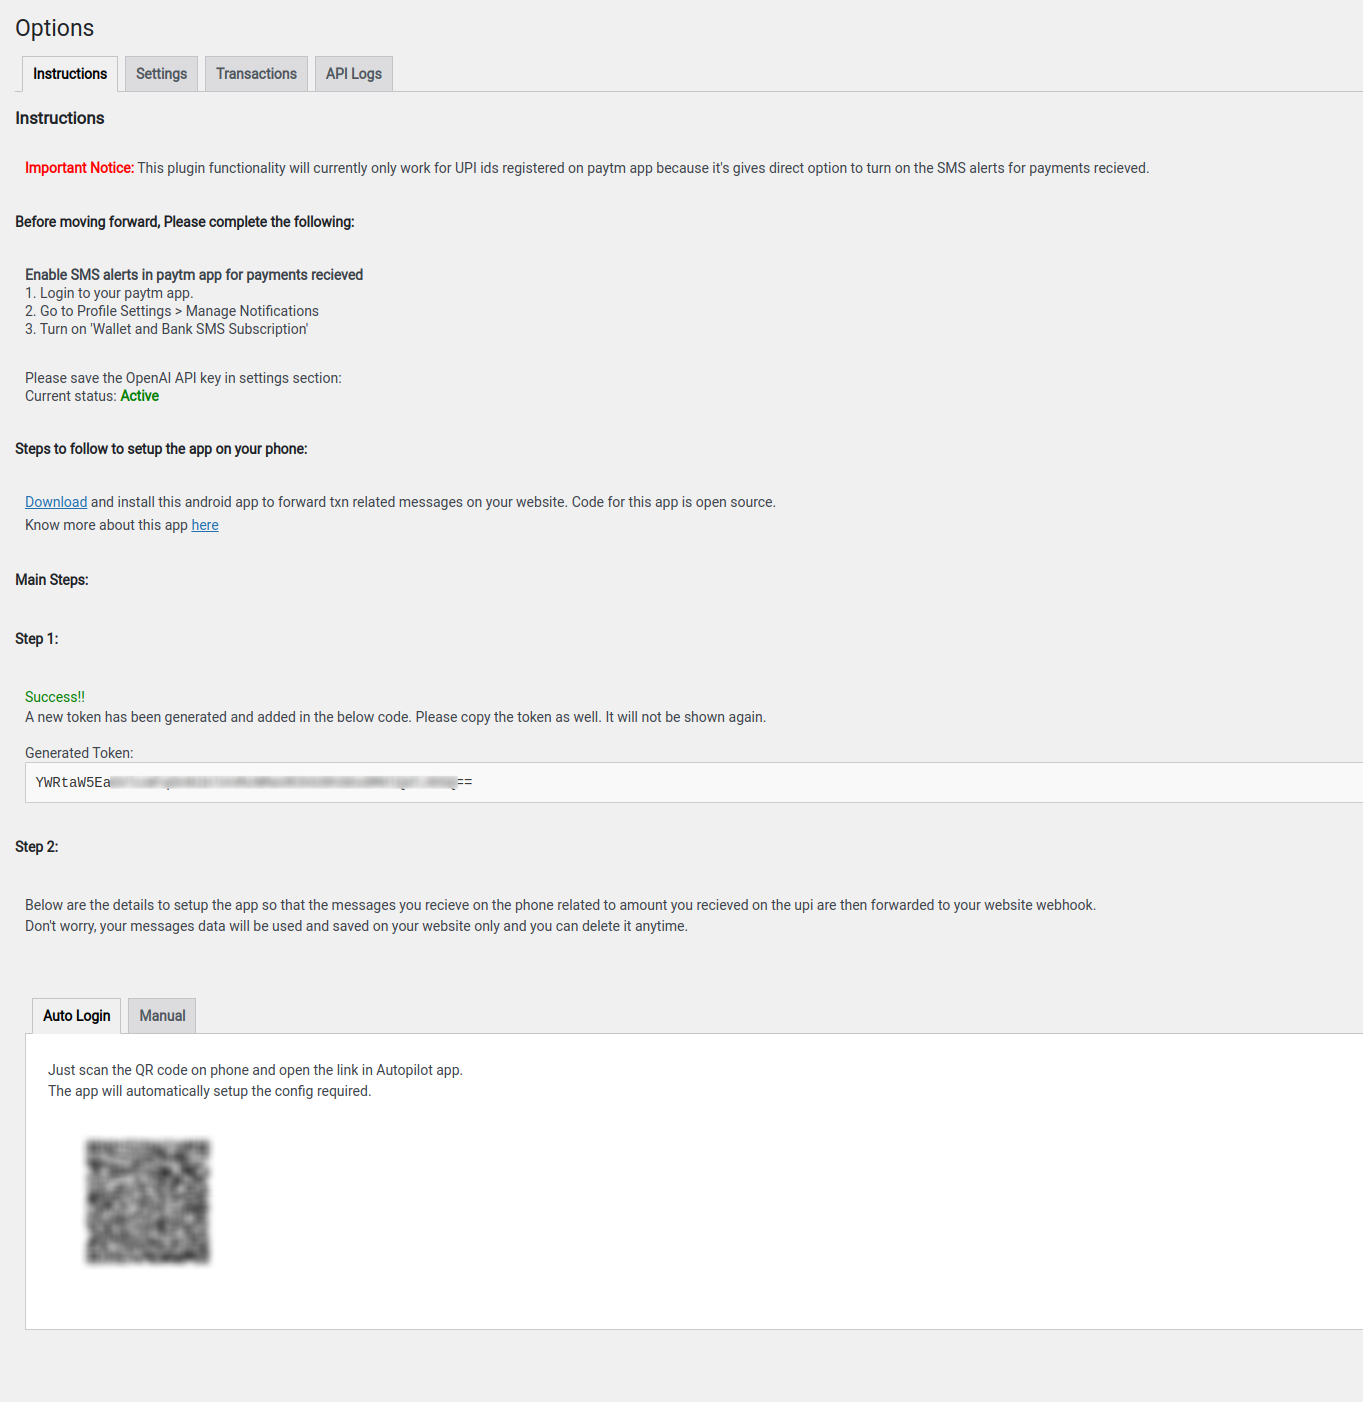 Options
Instructions
Settings
Transactions
API Logs
Instructions
Important Notice: This plugin functionality will currently only work for UPI ids registered on paytm app because it's gives direct option to turn on the SMS alerts for payments recieved.
Before moving forward, Please complete the following:
Enable SMS alerts in paytm app for payments recieved
1. Login to your paytm app.
2. Go to Profile Settings > Manage Notifications
3. Turn on 'Wallet and Bank SMS Subscription'
Please save the OpenAI API key in settings section:
Current status: Active
Steps to follow to setup the app on your phone:
Download and install this android app to forward txn related messages on your website. Code for this app is open source.
Know more about this app here
Main Steps:
Step 1:
Success!!
A new token has been generated and added in the below code. Please copy the token as well. It will not be shown again.
Generated Token:
YWRtaW5Ea ==
Step 2:
Below are the details to setup the app so that the messages you recieve on the phone related to amount you recieved on the upi are then forwarded to your website webhook.
Don't worry, your messages data will be used and saved on your website only and you can delete it anytime.
Auto Login
Manual
Just scan the QR code on phone and open the link in Autopilot app.
The app will automatically setup the config required.